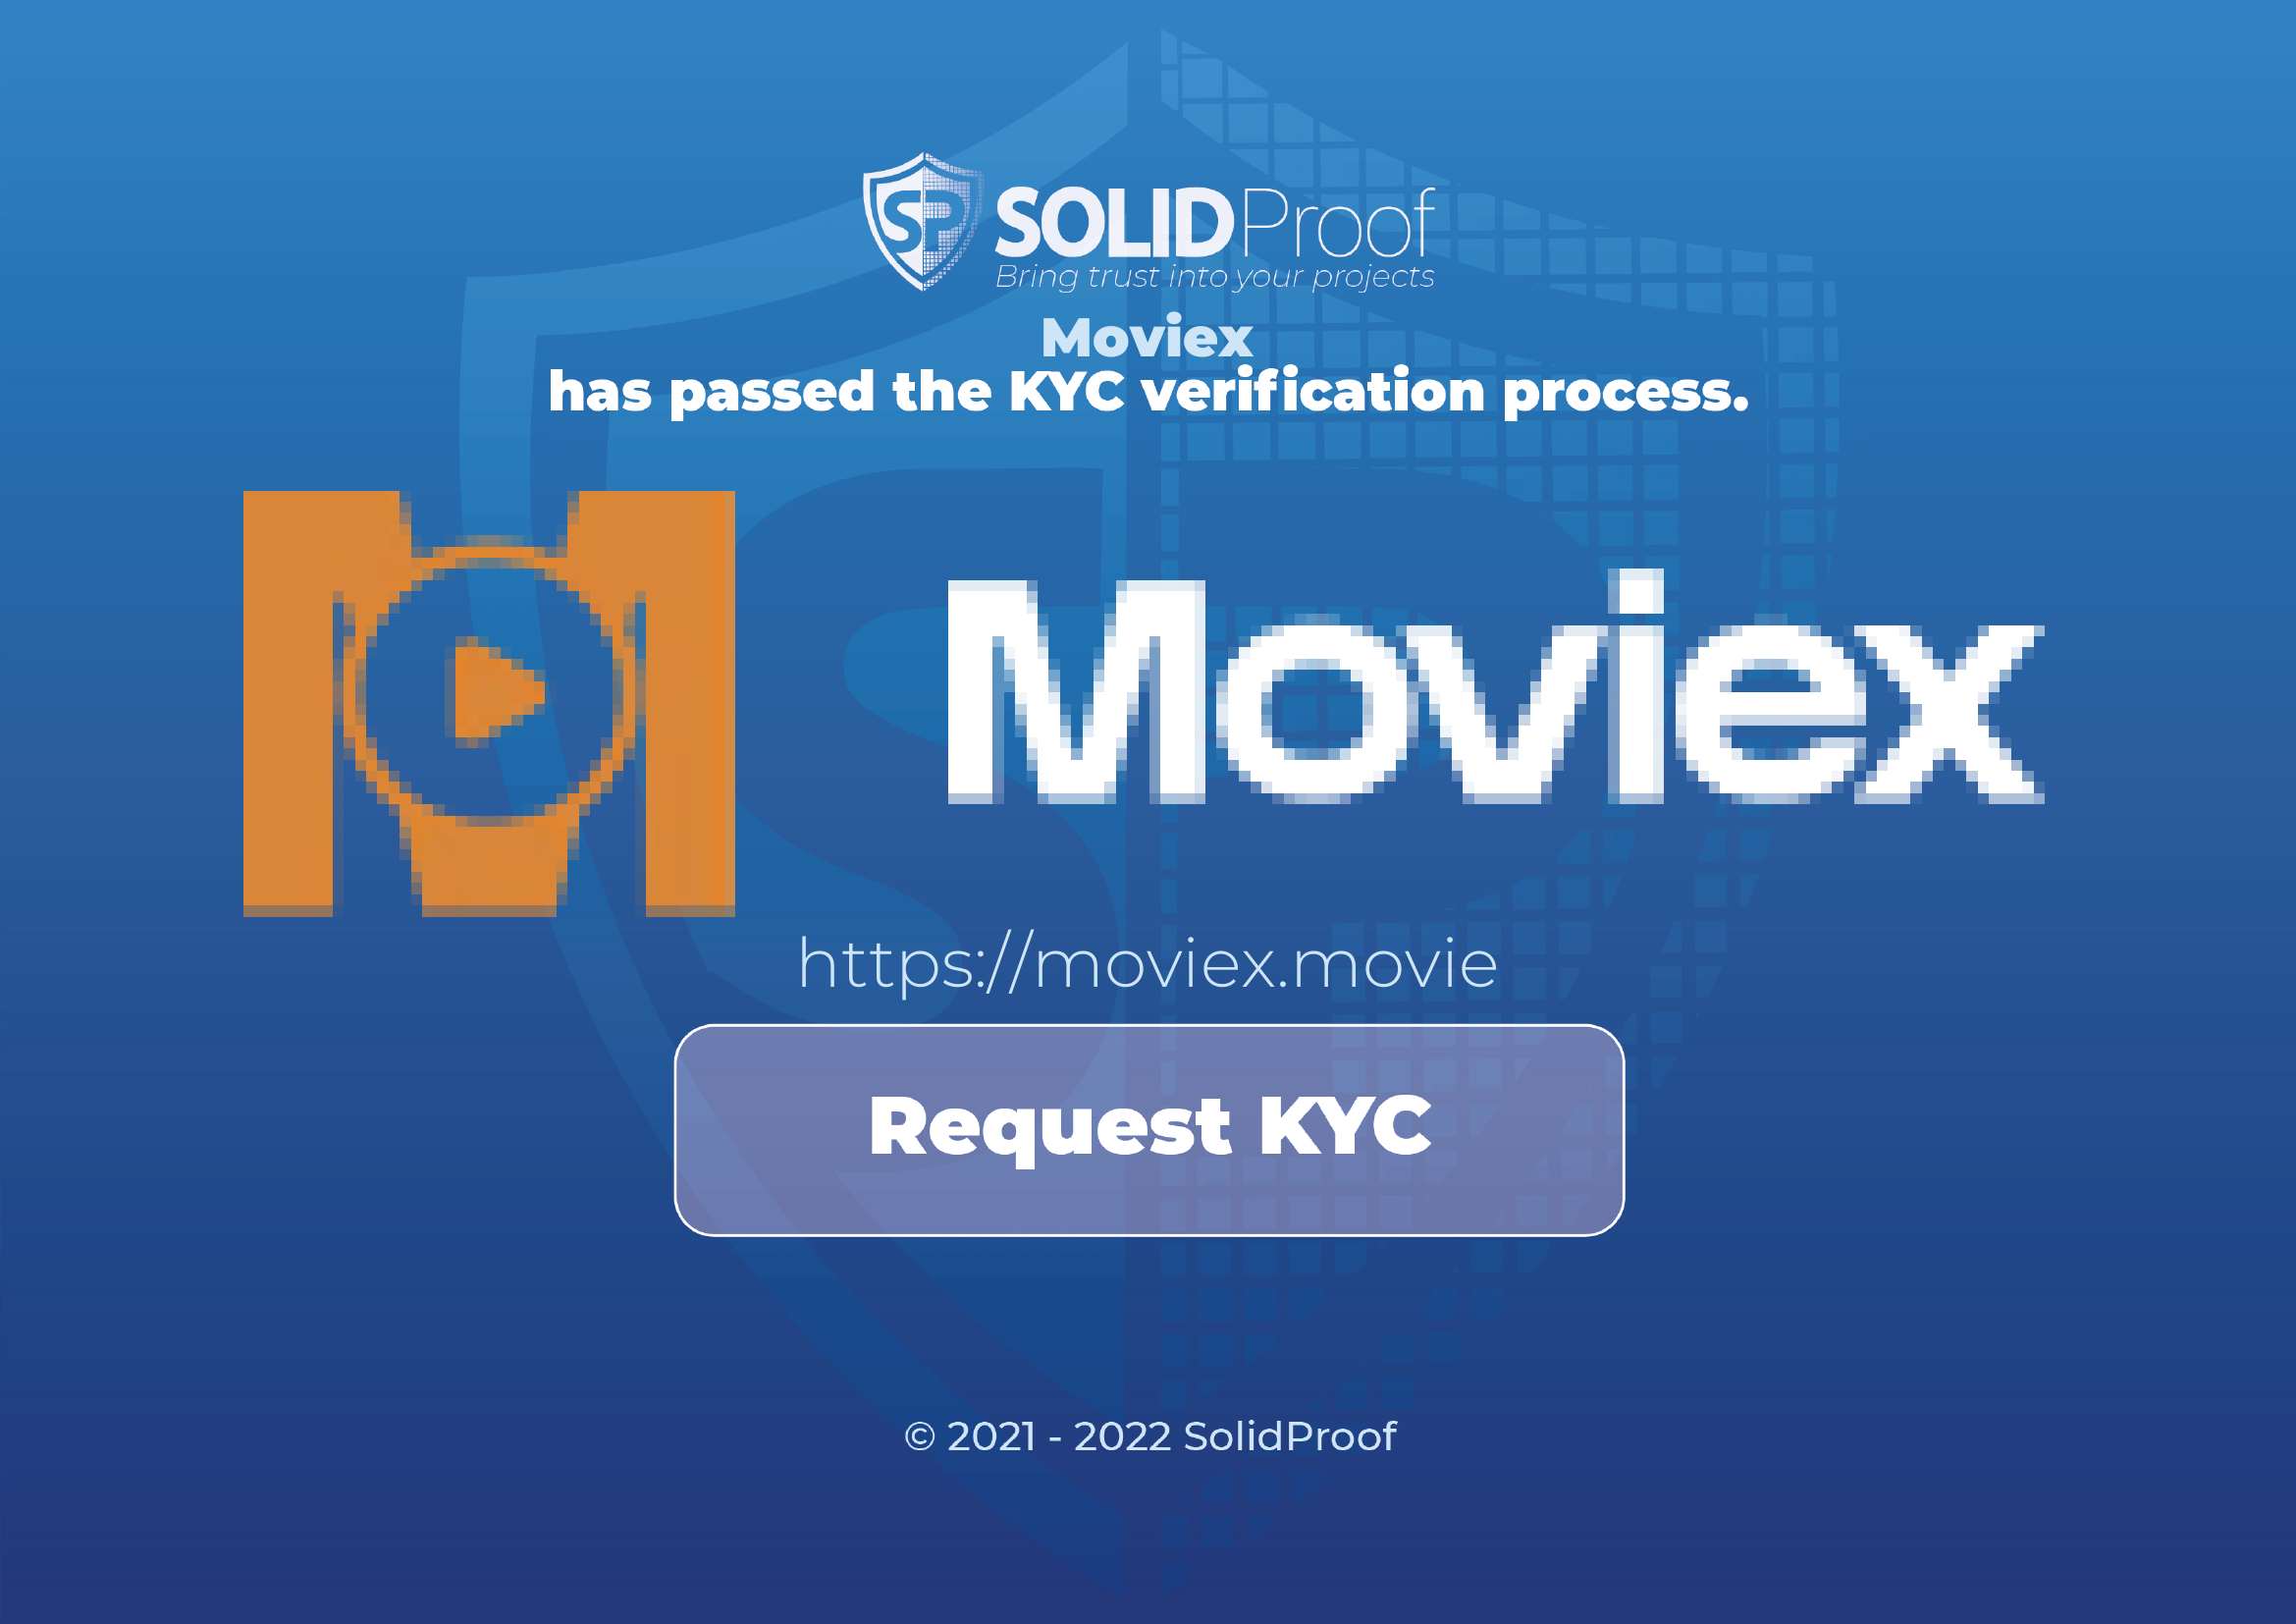 SP SOLIDProof
Bring trust into your projects
Moviex
has passed the KYC verification process.
Moviex
https://moviex.movie
Request KYC
© 2021 - 2022 SolidProof